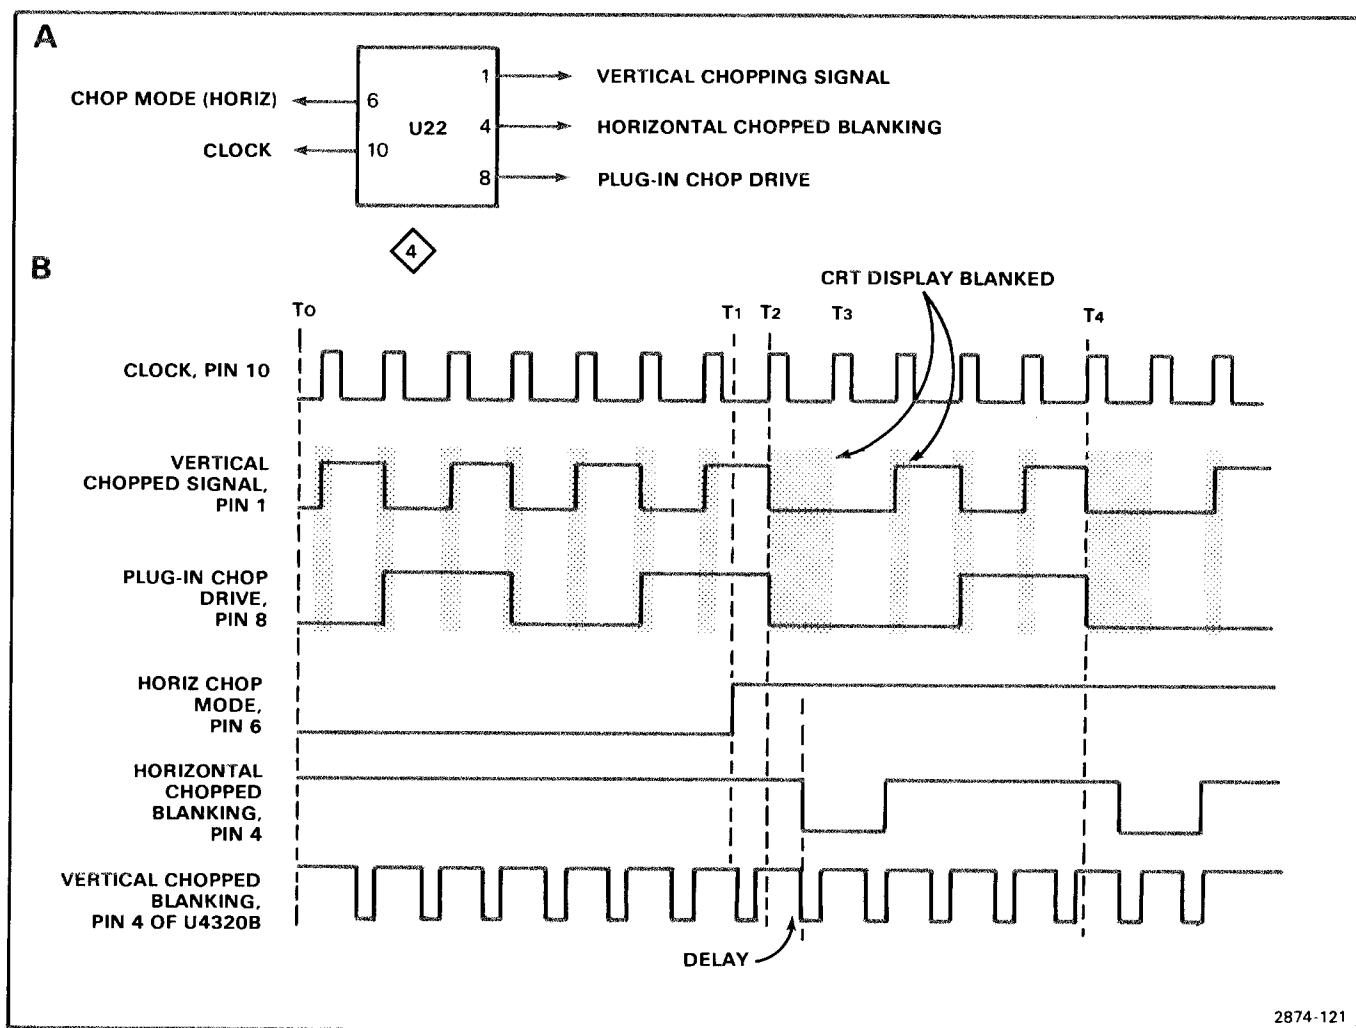 A
CHOP MODE (HORIZ)
CLOCK
6
10
U22
1
4
8
VERTICAL CHOPPING SIGNAL
HORIZONTAL CHOPPED BLANKING
PLUG-IN CHOP DRIVE
4
B
CRT DISPLAY BLANKED
T0
T1
T2
T3
T4
CLOCK, PIN 10
VERTICAL
CHOPPED SIGNAL,
PIN 1
PLUG-IN CHOP
DRIVE,
PIN 8
HORIZ CHOP
MODE,
PIN 6
HORIZONTAL
CHOPPED
BLANKING,
PIN 4
VERTICAL CHOPPED
BLANKING,
PIN 4 OF U4320B
DELAY
2874-121